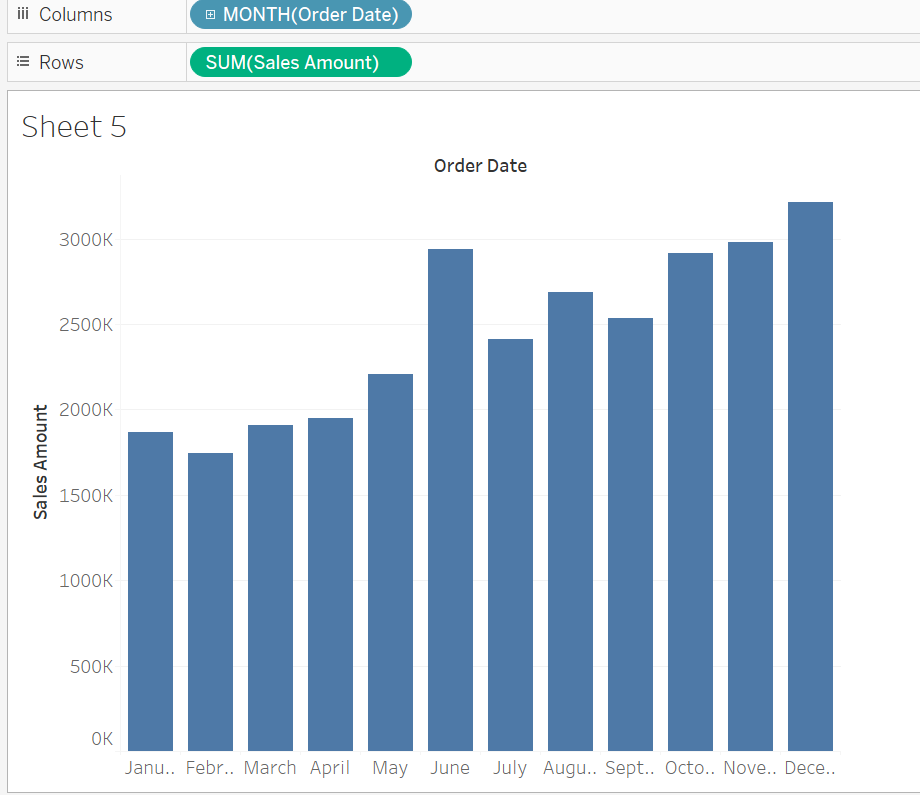 Columns
MONTH(Order Date)
Rows
SUM(Sales Amount)
Sheet 5
Order Date
3000K
2500K
2000K
1500K
1000K
500K
0K
Sales Amount
Janu.. Febr.. March April May June July Augu.. Sept.. Octo.. Nove.. Dece..